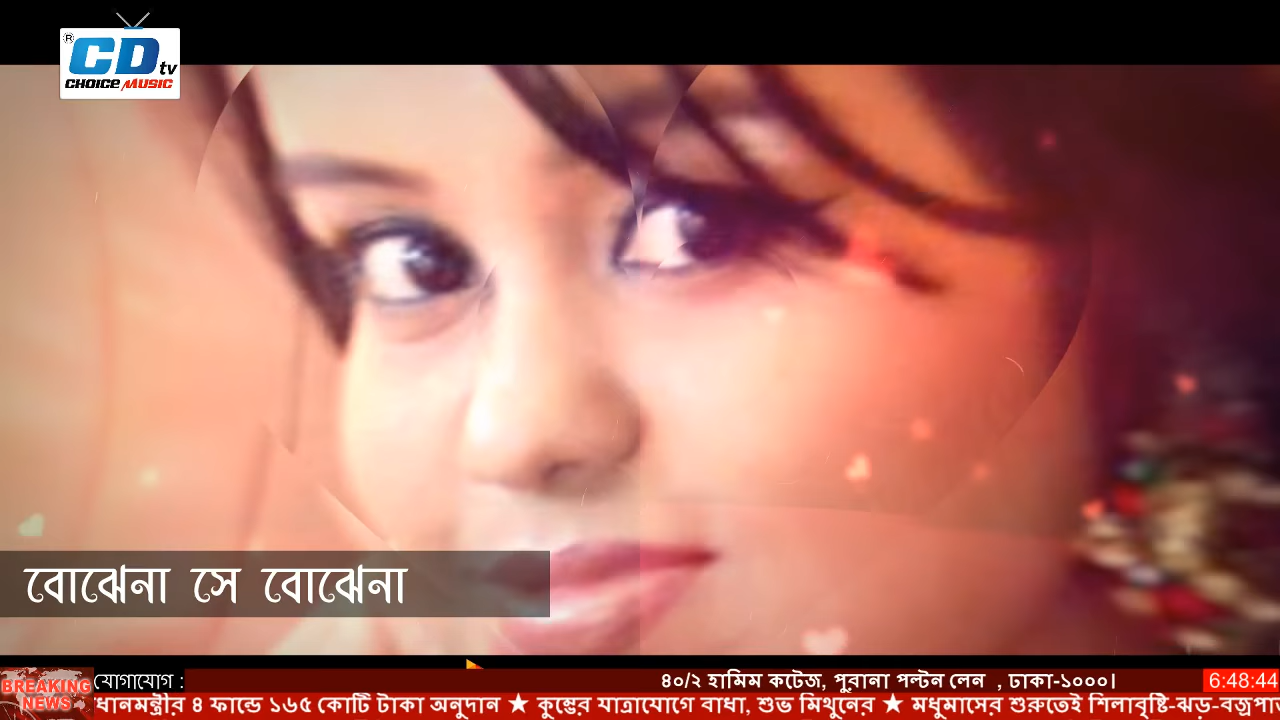 ® CD tv
CHOICE MUSIC
বোঝেনা সে বোঝেনা
BREAKING NEWS
যোগাযোগ : ৪০/২ হামিম কটেজ, পুরানা পল্টন লেন , ঢাকা-১০০০। 6:48:44
ধানমন্ত্রীর ৪ ফান্ডে ১৬৫ কোটি টাকা অনুদান ★ কুম্ভের যাত্রাযোগে বাধা, শুভ মিথুনের ★ মধুমাসের শুরুতেই শিলাবৃষ্টি-ঝড়-বজ্রপা